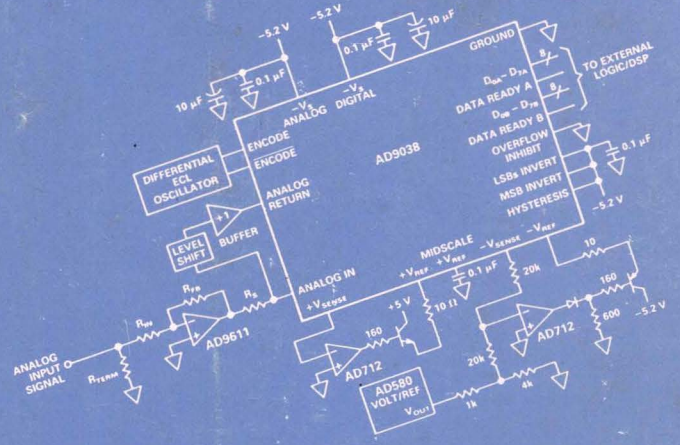 -5.2 V
-5.2 V
10 µF
0.1 µF
0.1 µF
10 µF
GROUND
-VS
-VS
ANALOG DIGITAL
8
D0A – D7A
DATA READY A
8
D0B – D7B
DATA READY B
TO EXTERNAL
LOGIC/DSP
ENCODE
ENCODE
AD9038
OVERFLOW
INHIBIT
LSBs INVERT
MSB INVERT
HYSTERESIS
0.1 µF
-5.2 V
DIFFERENTIAL
ECL
OSCILLATOR
ANALOG
RETURN
+1
BUFFER
LEVEL
SHIFT
ANALOG IN
+VSENSE
+VREF
MIDSCALE
+VREF
-VSENSE
-VREF
0.1 µF
RFB
RIN
RS
AD9611
ANALOG
INPUT
SIGNAL
RTERM
+5 V
160
10 Ω
AD712
20k
10
160
-5.2 V
600
AD712
20k
4k
1k
AD580
VOLT/REF
VOUT